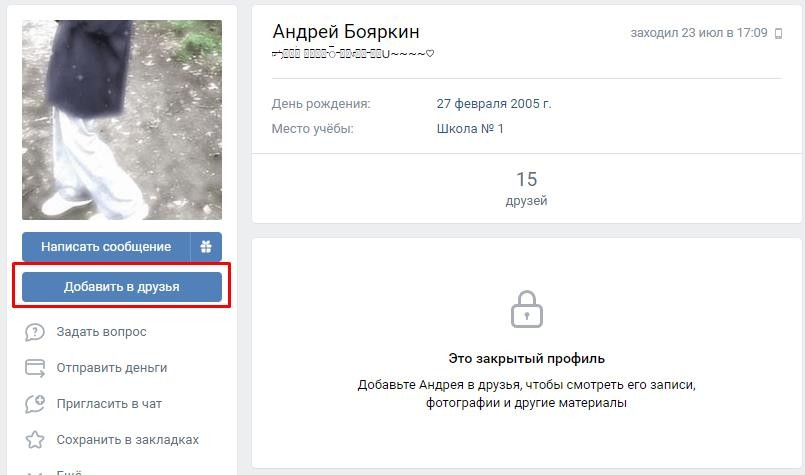 Андрей Бояркин
заходил 23 июл в 17:09
День рождения: 27 февраля 2005 г.
Место учёбы: Школа № 1
15
друзей
Написать сообщение
Добавить в друзья
Задать вопрос
Отправить деньги
Пригласить в чат
Сохранить в закладках
Это закрытый профиль
Добавьте Андрея в друзья, чтобы смотреть его записи,
фотографии и другие материалы